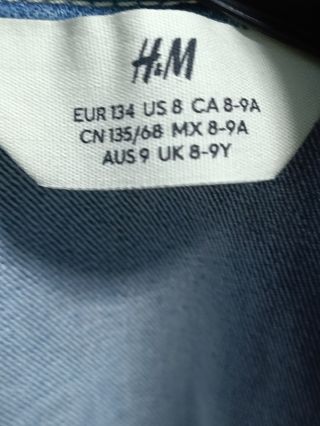 H&M
EUR 134 US 8 CA 8-9A
CN 135/68 MX 8-9A
AUS 9 UK 8-9Y